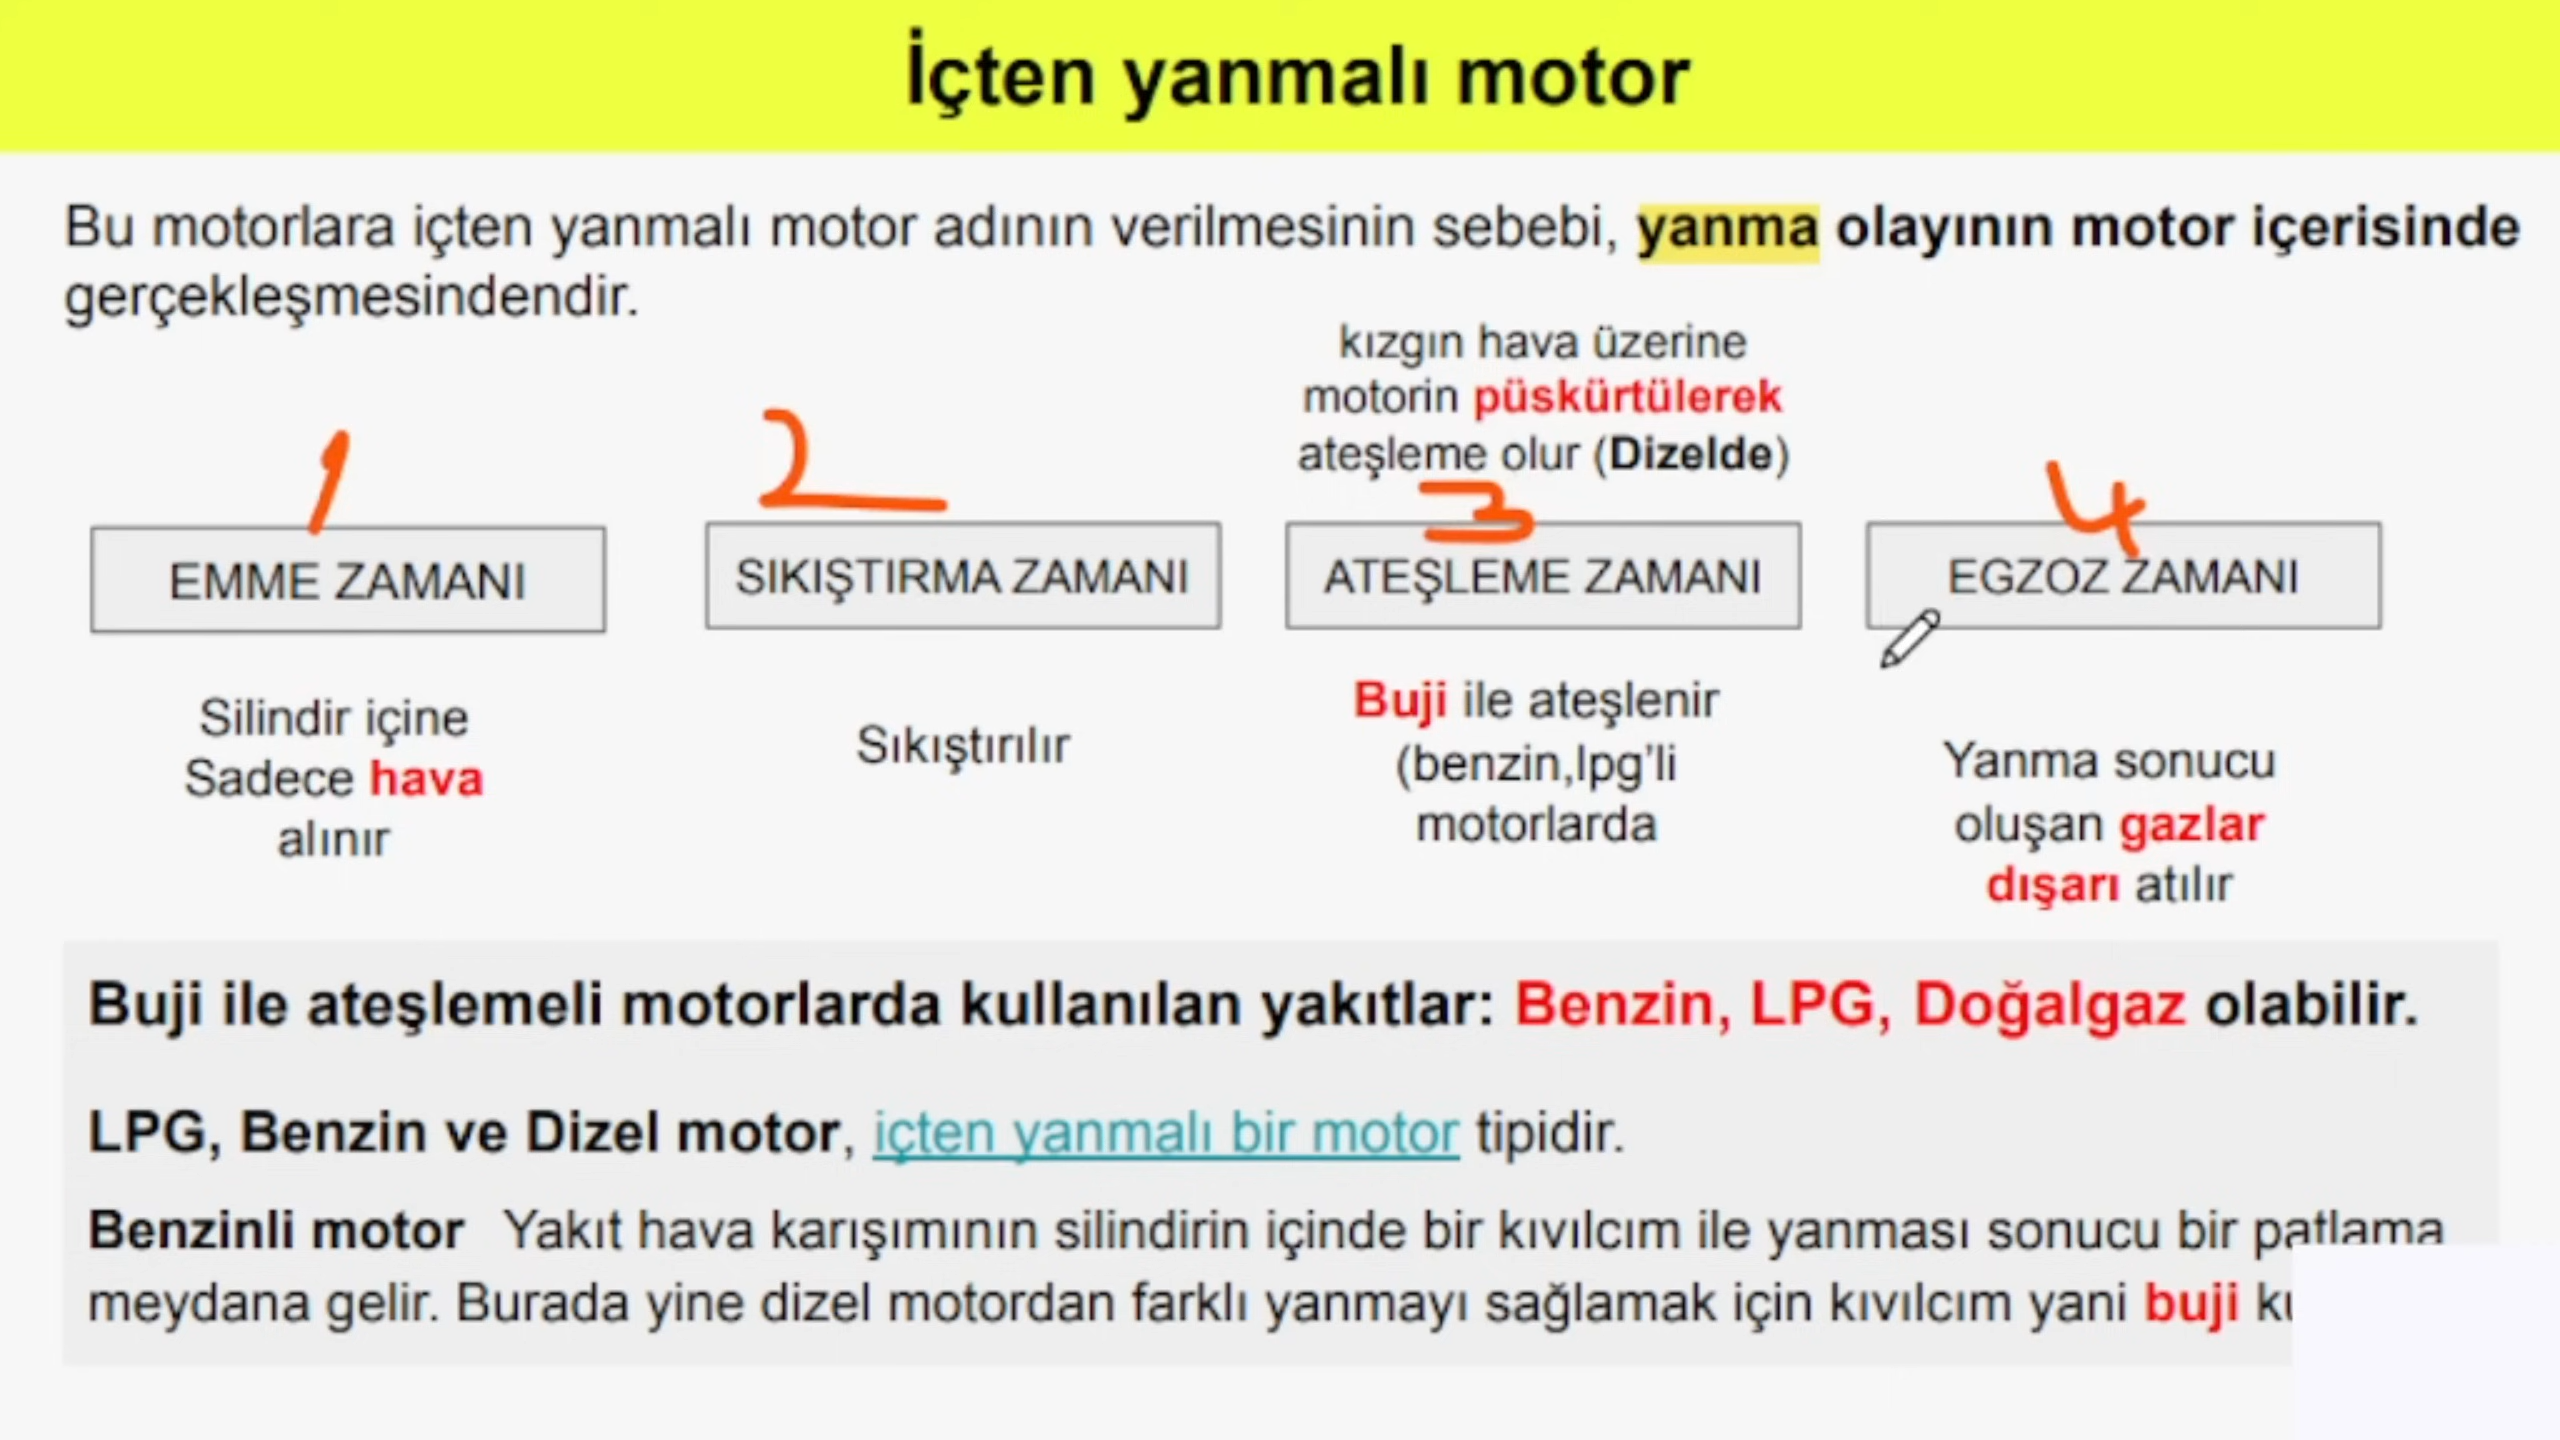 İçten yanmalı motor
Bu motorlara içten yanmalı motor adının verilmesinin sebebi, yanma olayının motor içerisinde
gerçekleşmesindendir.
1
EMME ZAMANI
Silindir içine
Sadece hava
alınır
2
SIKIŞTIRMA ZAMANI
Sıkıştırılır
kızgın hava üzerine
motorin püskürtülerek
ateşleme olur (Dizelde)
3
ATEŞLEME ZAMANI
Buji ile ateşlenir
(benzin,lpg'li
motorlarda
4
EGZOZ ZAMANI
Yanma sonucu
oluşan gazlar
dışarı atılır
Buji ile ateşlemeli motorlarda kullanılan yakıtlar: Benzin, LPG, Doğalgaz olabilir.
LPG, Benzin ve Dizel motor, içten yanmalı bir motor tipidir.
Benzinli motor Yakıt hava karışımının silindirin içinde bir kıvılcım ile yanması sonucu bir patlama
meydana gelir. Burada yine dizel motordan farklı yanmayı sağlamak için kıvılcım yani buji